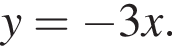 y = −3x.